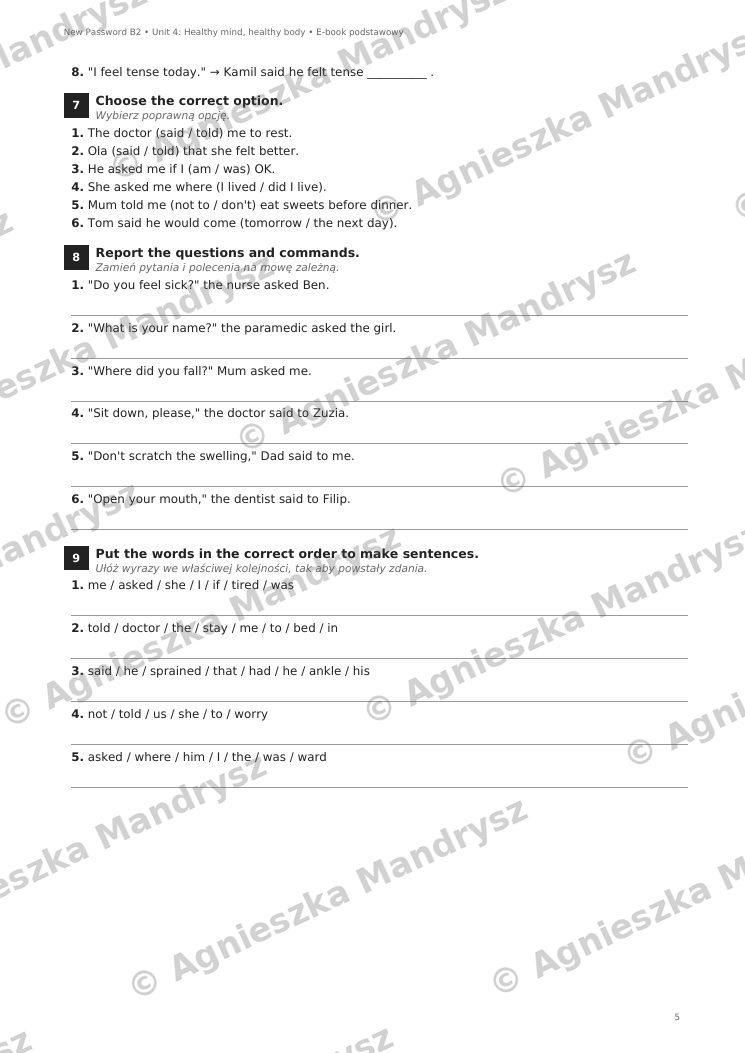 New Password B2 • Unit 4: Healthy mind, healthy body • E-book podstawowy
8. "I feel tense today." → Kamil said he felt tense __________ .
7 Choose the correct option.
Wybierz poprawną opcję.
1. The doctor (said / told) me to rest.
2. Ola (said / told) that she felt better.
3. He asked me if I (am / was) OK.
4. She asked me where (I lived / did I live).
5. Mum told me (not to / don't) eat sweets before dinner.
6. Tom said he would come (tomorrow / the next day).
8 Report the questions and commands.
Zamień pytania i polecenia na mowę zależną.
1. "Do you feel sick?" the nurse asked Ben.
2. "What is your name?" the paramedic asked the girl.
3. "Where did you fall?" Mum asked me.
4. "Sit down, please," the doctor said to Zuzia.
5. "Don't scratch the swelling," Dad said to me.
6. "Open your mouth," the dentist said to Filip.
9 Put the words in the correct order to make sentences.
Ułóż wyrazy we właściwej kolejności, tak aby powstały zdania.
1. me / asked / she / I / if / tired / was
2. told / doctor / the / stay / me / to / bed / in
3. said / he / sprained / that / had / he / ankle / his
4. not / told / us / she / to / worry
5. asked / where / him / I / the / was / ward
5
© Agnieszka Mandrysz